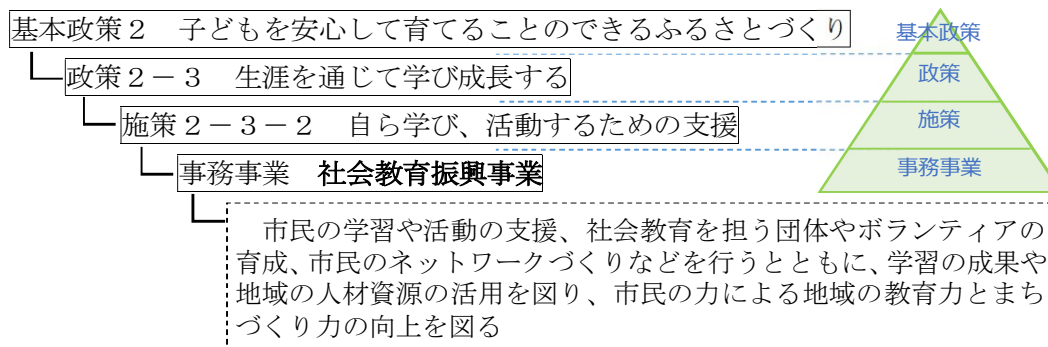 基本政策２　子どもを安心して育てることのできるふるさとづくり
政策２－３　生涯を通じて学び成長する
施策２－３－２　自ら学び、活動するための支援
事務事業　社会教育振興事業
市民の学習や活動の支援、社会教育を担う団体やボランティアの
育成、市民のネットワークづくりなどを行うとともに、学習の成果や
地域の人材資源の活用を図り、市民の力による地域の教育力とまち
づくり力の向上を図る
基本政策
政策
施策
事務事業